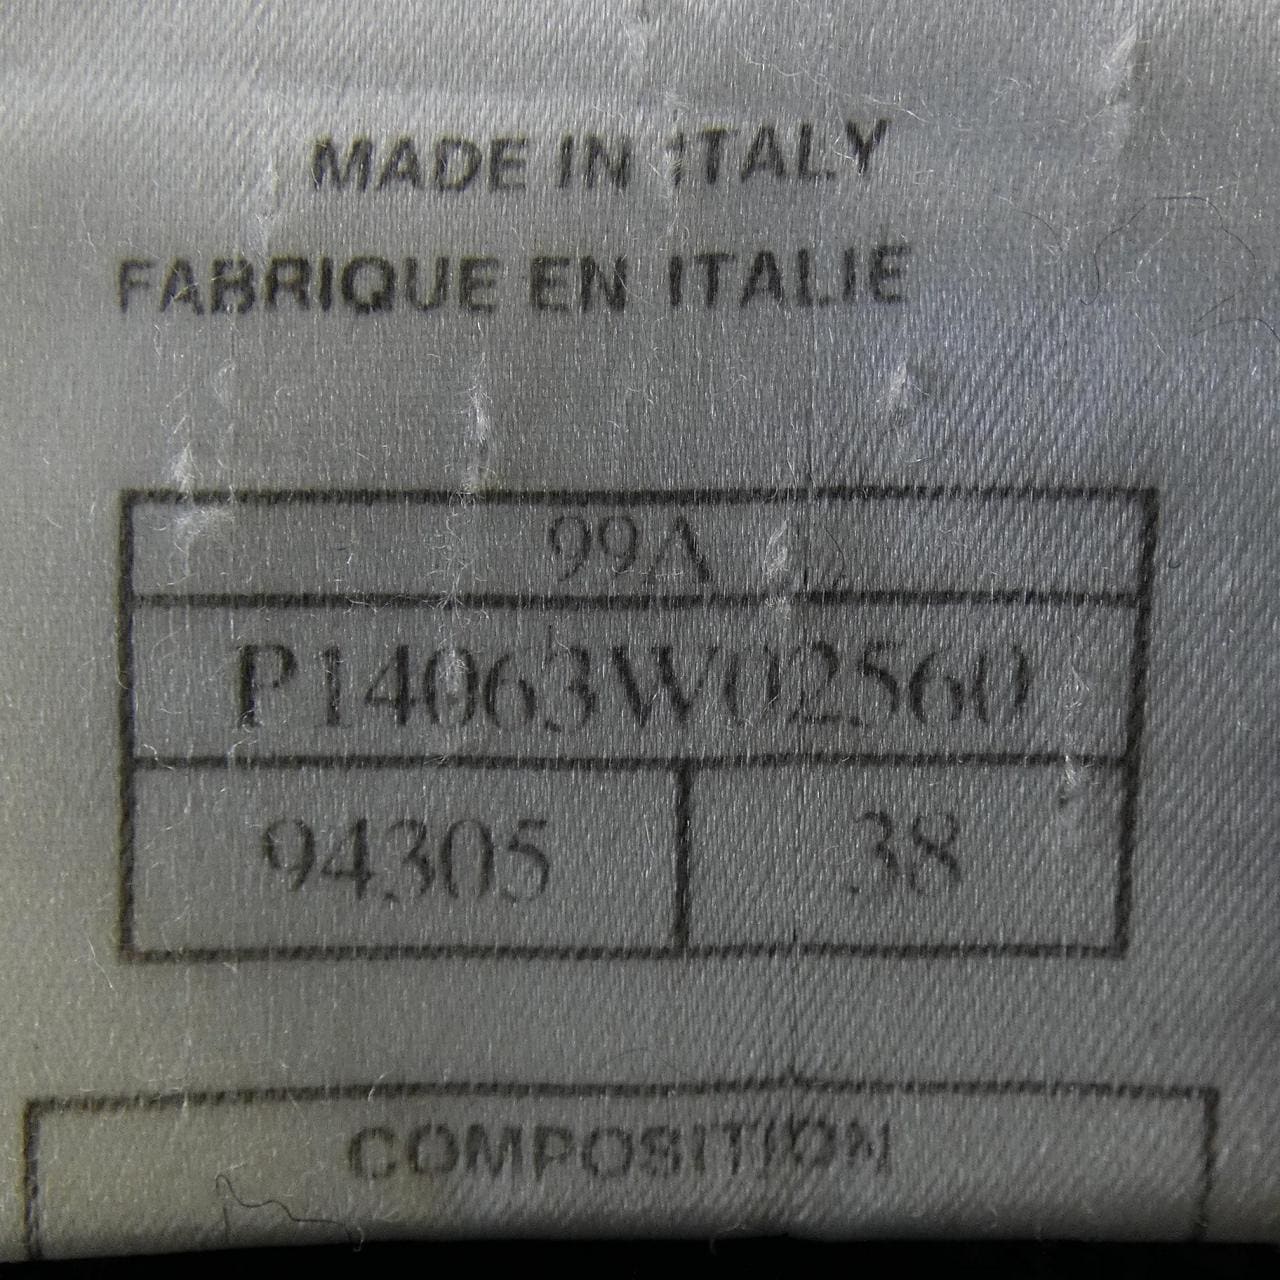 MADE IN ITALY
FABRIQUE EN ITALIE
99A
P14063W02560
94305 38
COMPOSITION